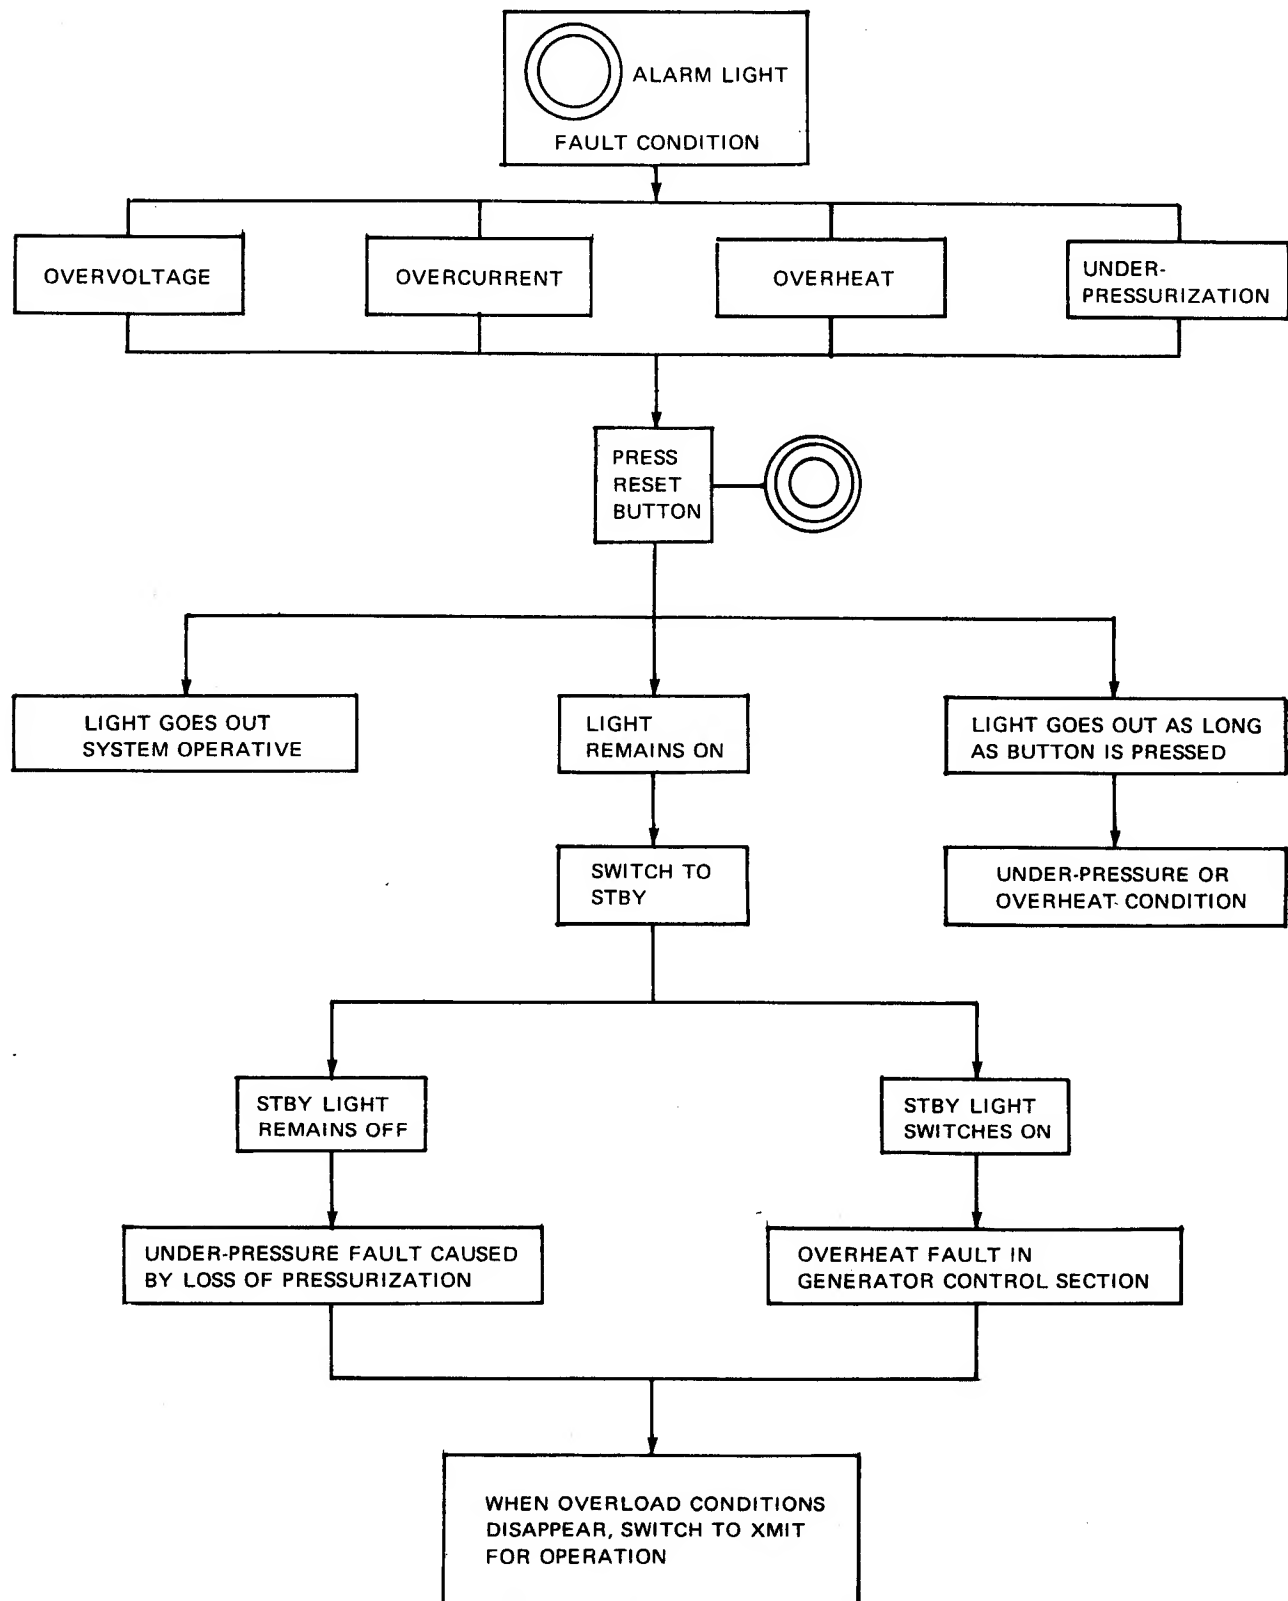 ALARM LIGHT
FAULT CONDITION
OVERVOLTAGE
OVERCURRENT
OVERHEAT
UNDER-
PRESSURIZATION
PRESS
RESET
BUTTON
LIGHT GOES OUT
SYSTEM OPERATIVE
LIGHT
REMAINS ON
LIGHT GOES OUT AS LONG
AS BUTTON IS PRESSED
SWITCH TO
STBY
UNDER-PRESSURE OR
OVERHEAT CONDITION
STBY LIGHT
REMAINS OFF
STBY LIGHT
SWITCHES ON
UNDER-PRESSURE FAULT CAUSED
BY LOSS OF PRESSURIZATION
OVERHEAT FAULT IN
GENERATOR CONTROL SECTION
WHEN OVERLOAD CONDITIONS
DISAPPEAR, SWITCH TO XMIT
FOR OPERATION